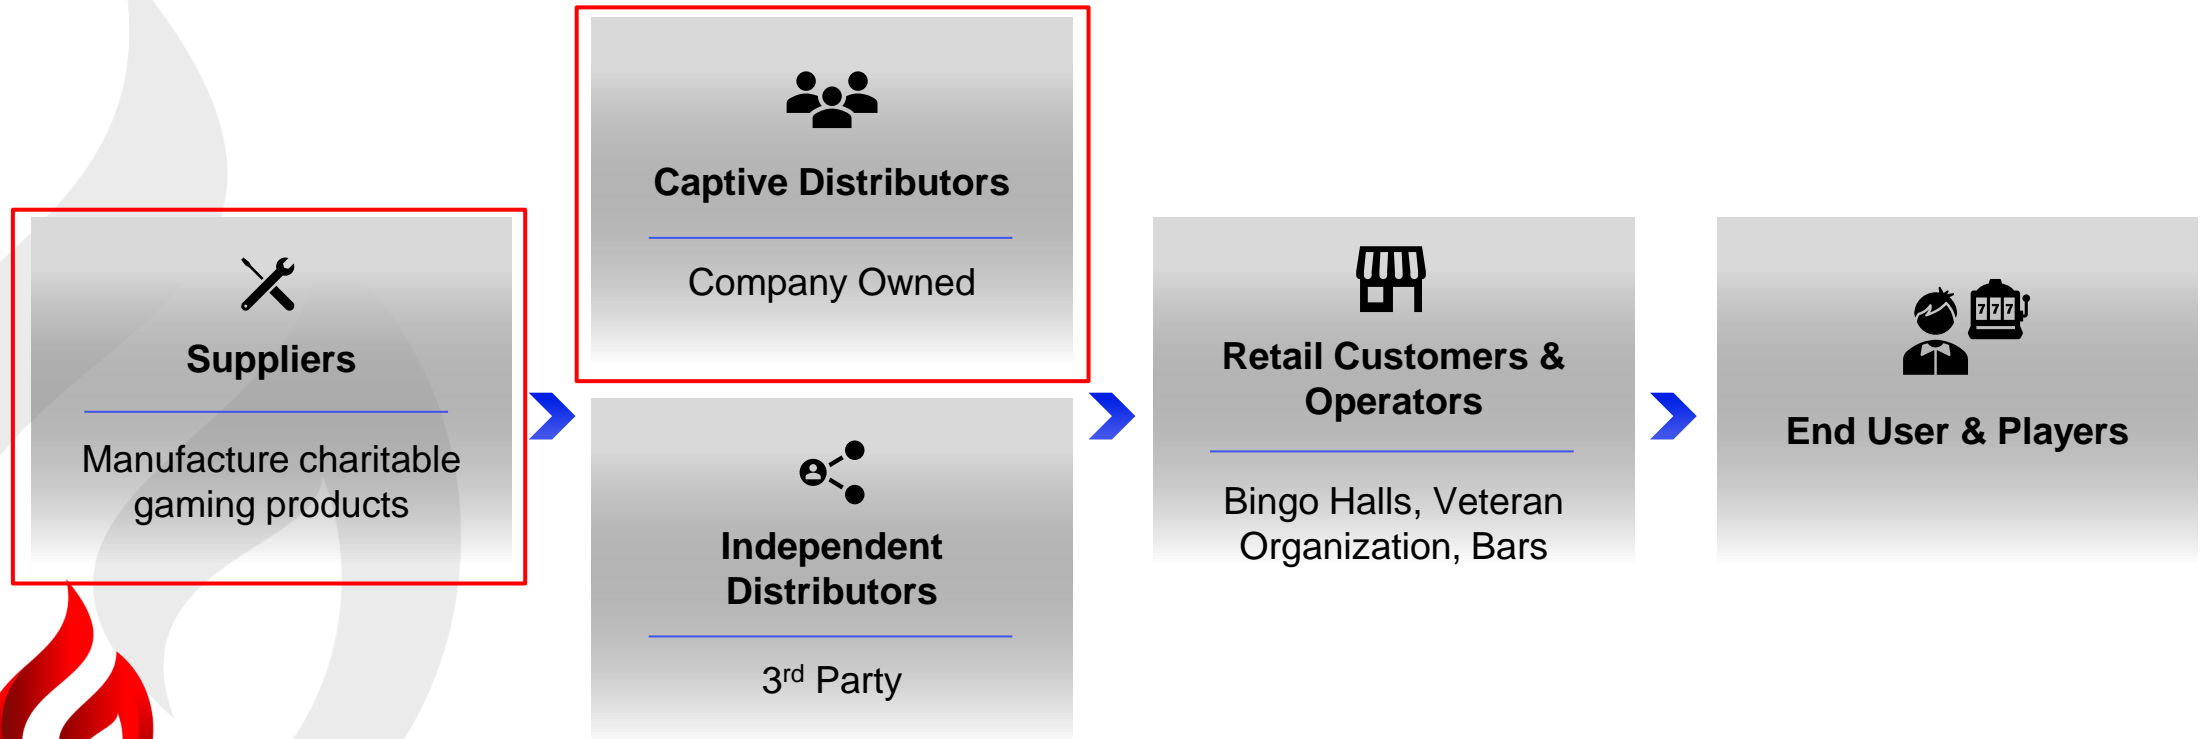 Suppliers
Manufacture charitable
gaming products
Captive Distributors
Company Owned
Independent
Distributors
3rd Party
Retail Customers &
Operators
Bingo Halls, Veteran
Organization, Bars
777
End User & Players